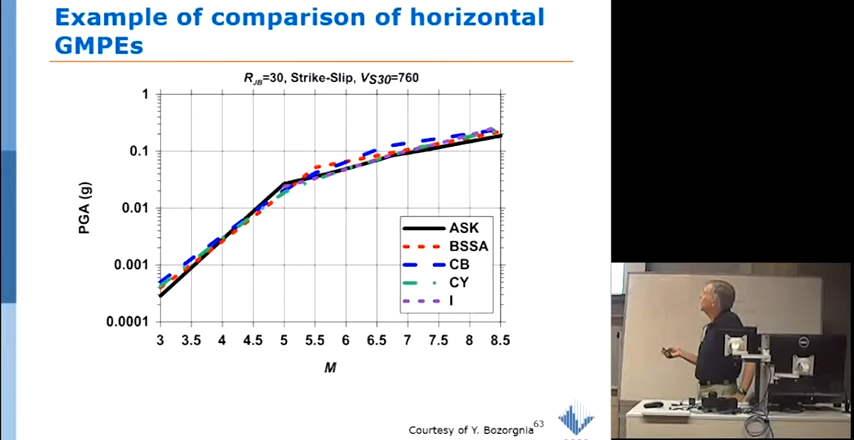 Example of comparison of horizontal
GMPEs
RJB=30, Strike-Slip, VS30=760
1
0.1
0.01
0.001
0.0001
PGA (g)
ASK
BSSA
CB
CY
I
3 3.5 4 4.5 5 5.5 6 6.5 7 7.5 8 8.5
M
Courtesy of Y. Bozorgnia
63
DELL